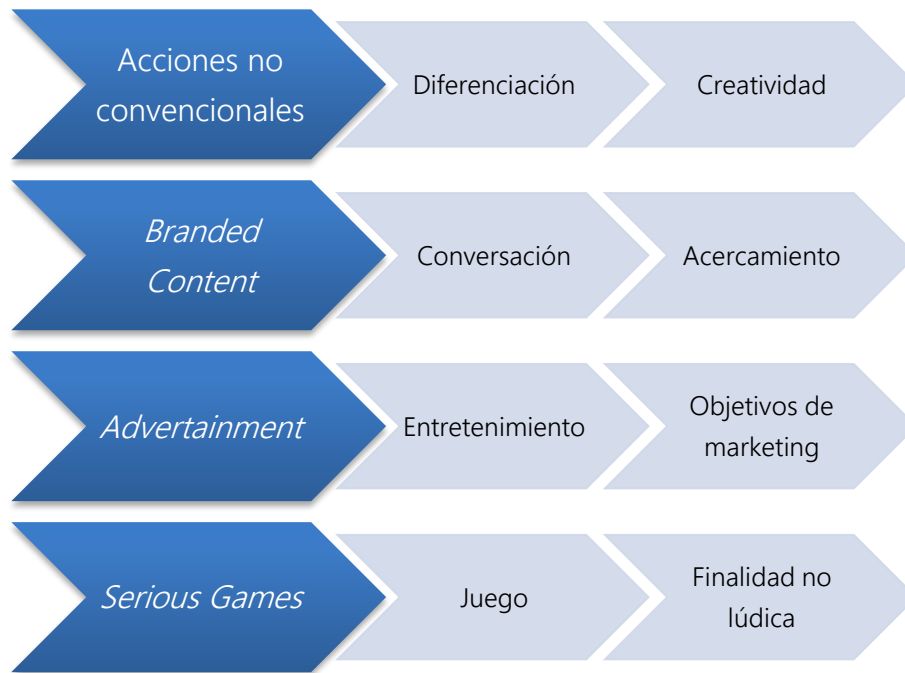 Acciones no
convencionales
Diferenciación
Creatividad
Branded
Content
Conversación
Acercamiento
Advertainment
Entretenimiento
Objetivos de
marketing
Serious Games
Juego
Finalidad no
lúdica